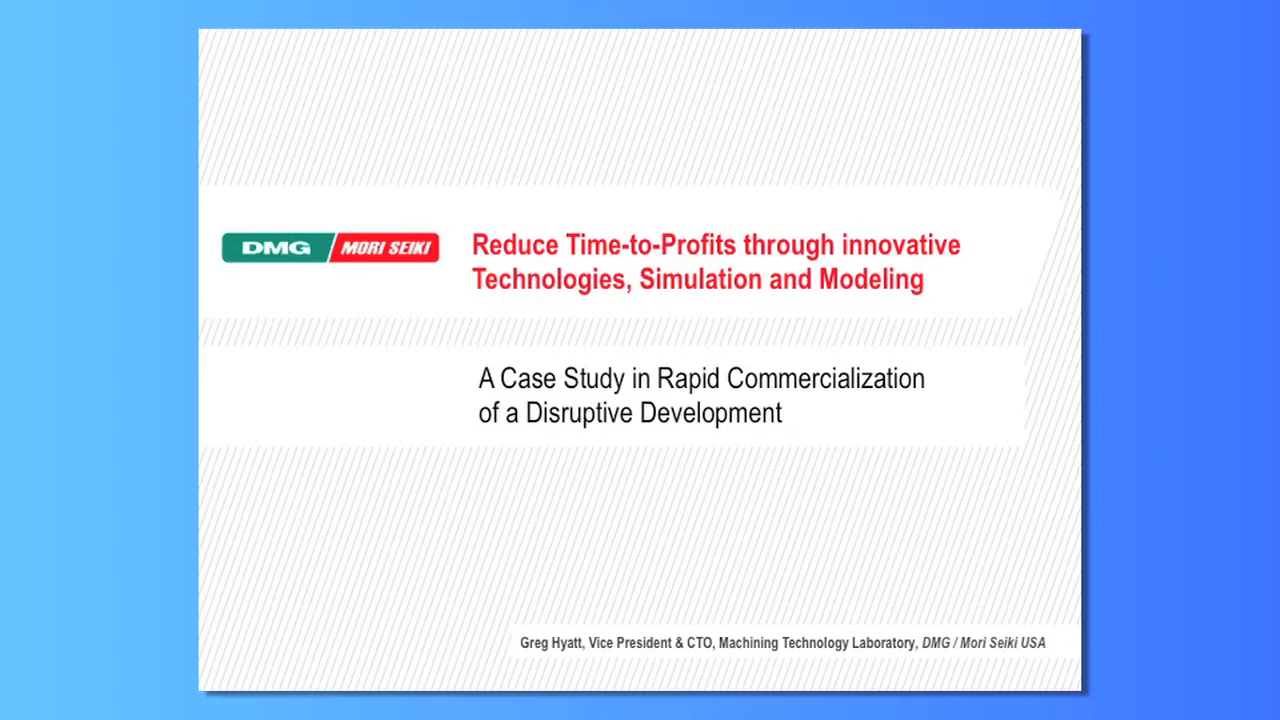 DMG MORI SEIKI
Reduce Time-to-Profits through innovative
Technologies, Simulation and Modeling
A Case Study in Rapid Commercialization
of a Disruptive Development
Greg Hyatt, Vice President & CTO, Machining Technology Laboratory, DMG / Mori Seiki USA